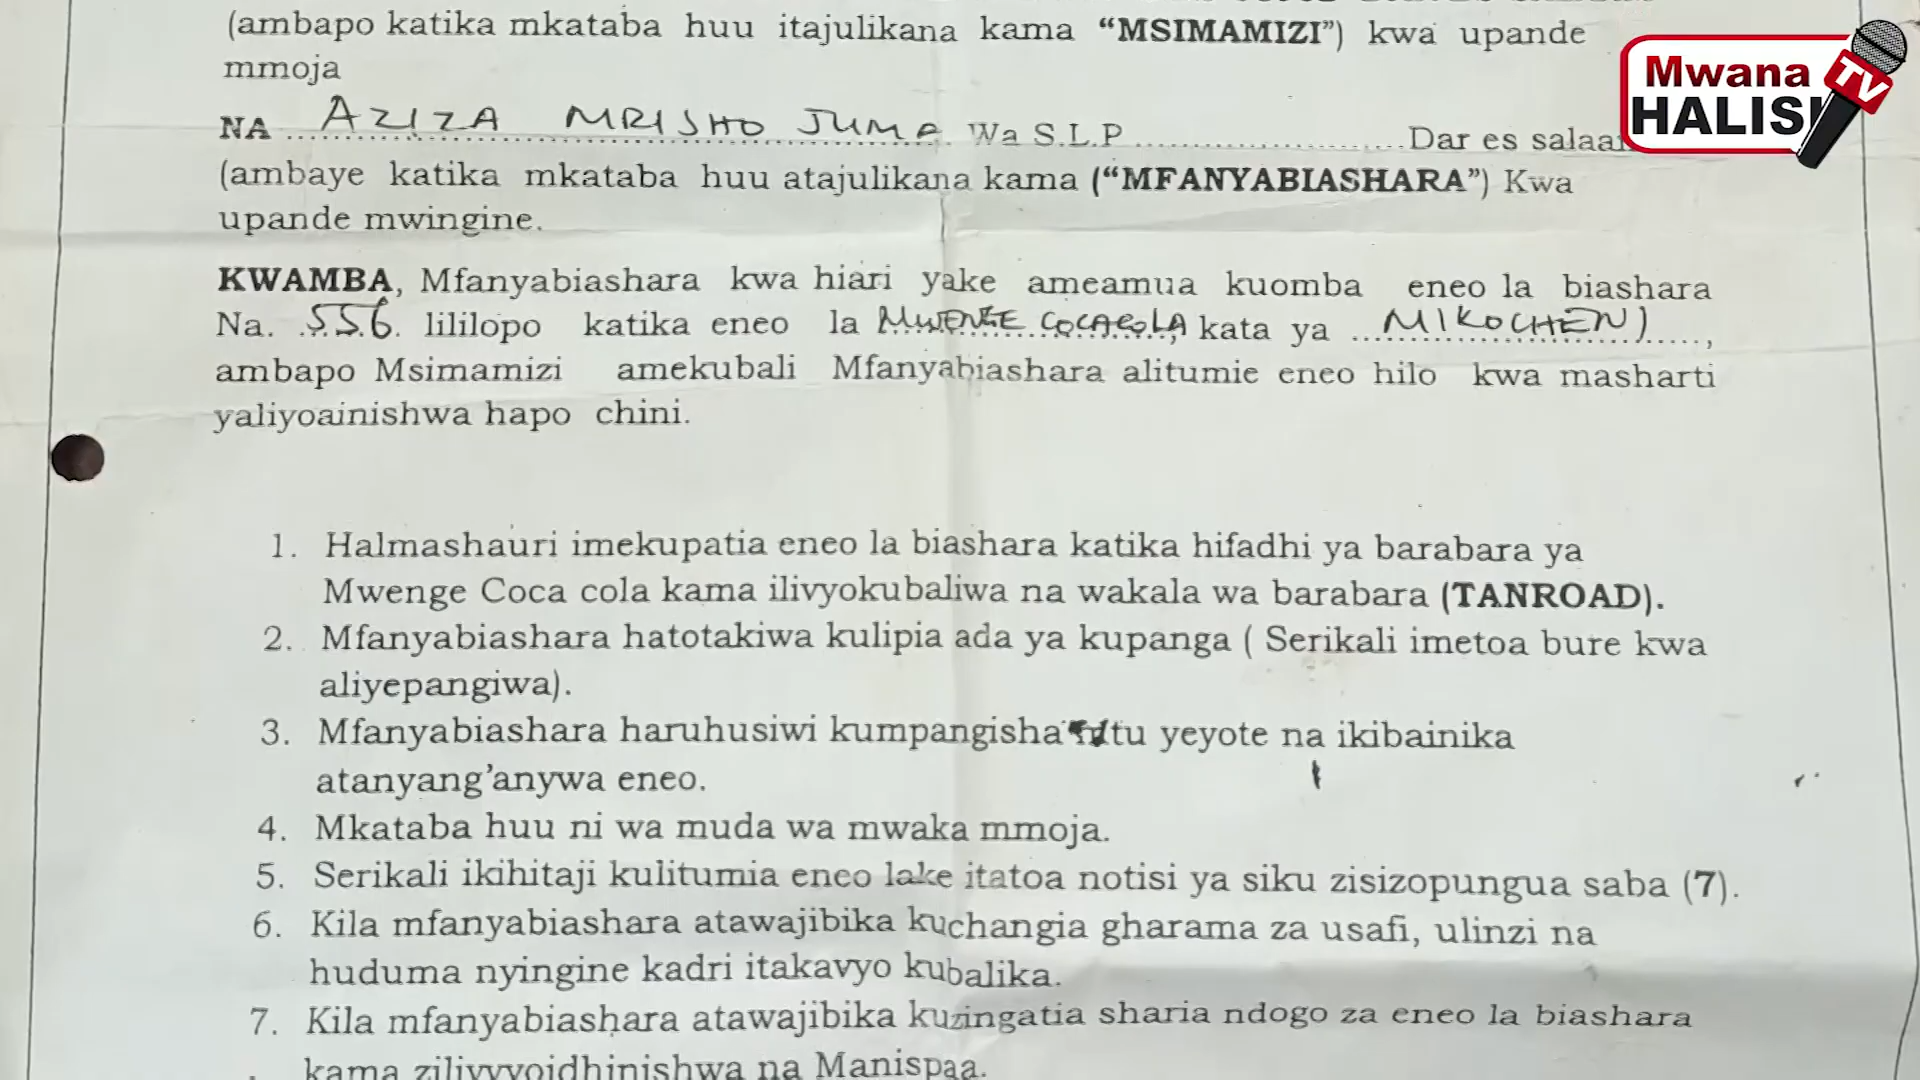 (ambapo katika mkataba huu itajulikana kama “MSIMAMIZI”) kwa upande
mmoja
NA AZIZA MRISHO JUMA. Wa S.L.P ........................ Dar es salaa
(ambaye katika mkataba huu atajulikana kama (“MFANYABIASHARA”) Kwa
upande mwingine.
KWAMBA, Mfanyabiashara kwa hiari yake ameamua kuomba eneo la biashara
Na. 556. lililopo katika eneo la MWENGE COCACOLA, kata ya MIKOCHENI,
ambapo Msimamizi amekubali Mfanyabiashara alitumie eneo hilo kwa masharti
yaliyoainishwa hapo chini.
1. Halmashauri imekupatia eneo la biashara katika hifadhi ya barabara ya
Mwenge Coca cola kama ilivyokubaliwa na wakala wa barabara (TANROAD).
2. Mfanyabiashara hatotakiwa kulipia ada ya kupanga ( Serikali imetoa bure kwa
aliyepangiwa).
3. Mfanyabiashara haruhusiwi kumpangisha mtu yeyote na ikibainika
atanyang’anywa eneo.
4. Mkataba huu ni wa muda wa mwaka mmoja.
5. Serikali ikihitaji kulitumia eneo lake itatoa notisi ya siku zisizopungua saba (7).
6. Kila mfanyabiashara atawajibika kuchangia gharama za usafi, ulinzi na
huduma nyingine kadri itakavyo kubalika.
7. Kila mfanyabiashara atawajibika kuzingatia sharia ndogo za eneo la biashara
kama zilivyyoidhinishwa na Manispaa.
Mwana
HALISI
TV